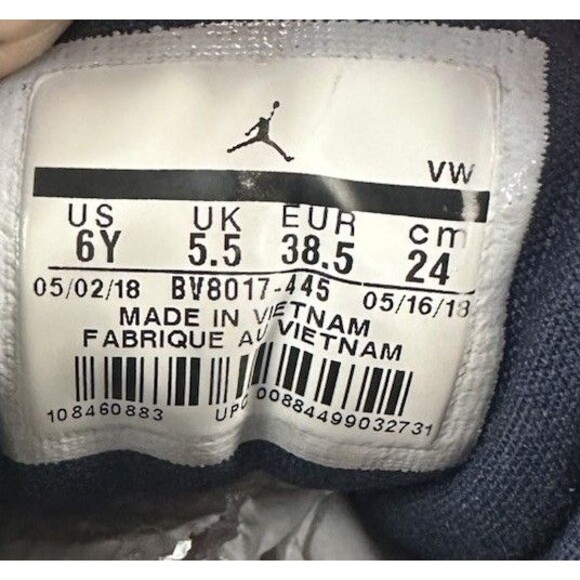 VW
US UK EUR cm
6Y 5.5 38.5 24
05/02/18 BV8017-445 05/16/18
MADE IN VIETNAM
FABRIQUE AU VIETNAM
108460883 UPC 00884499032731